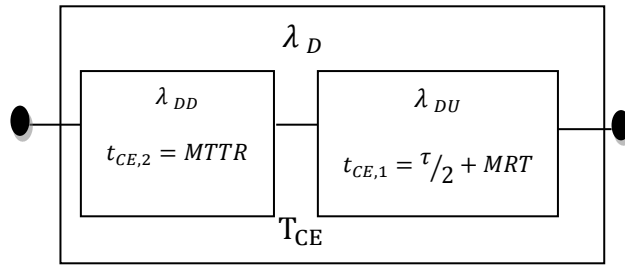 λ D
λ DD
t CE,2 = MTTR
λ DU
t CE,1 = τ/2 + MRT
T CE